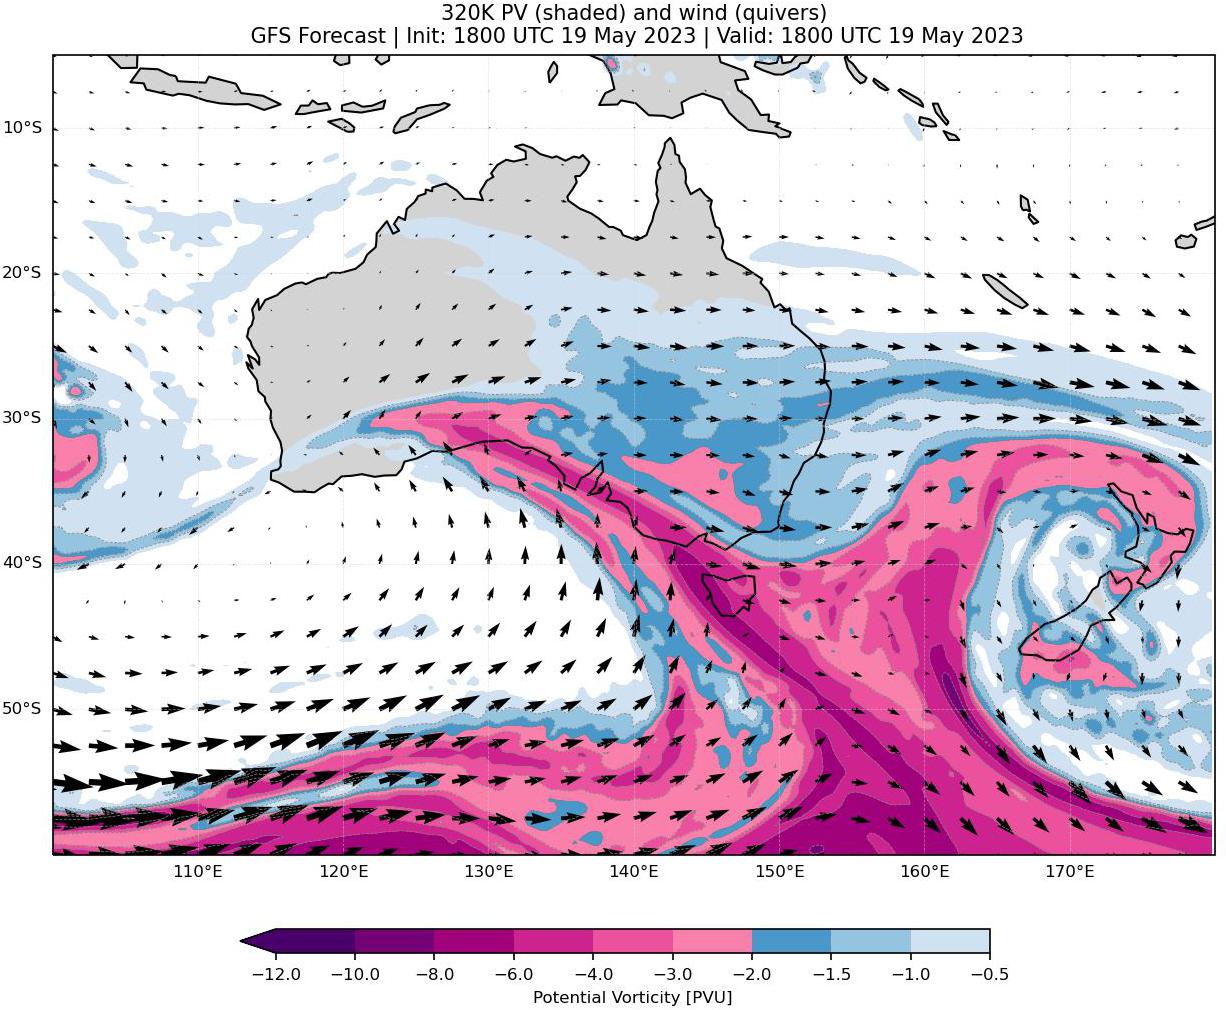 320K PV (shaded) and wind (quivers)
GFS Forecast | Init: 1800 UTC 19 May 2023 | Valid: 1800 UTC 19 May 2023
10°S
20°S
30°S
40°S
50°S
110°E 120°E 130°E 140°E 150°E 160°E 170°E
−12.0 −10.0 −8.0 −6.0 −4.0 −3.0 −2.0 −1.5 −1.0 −0.5
Potential Vorticity [PVU]